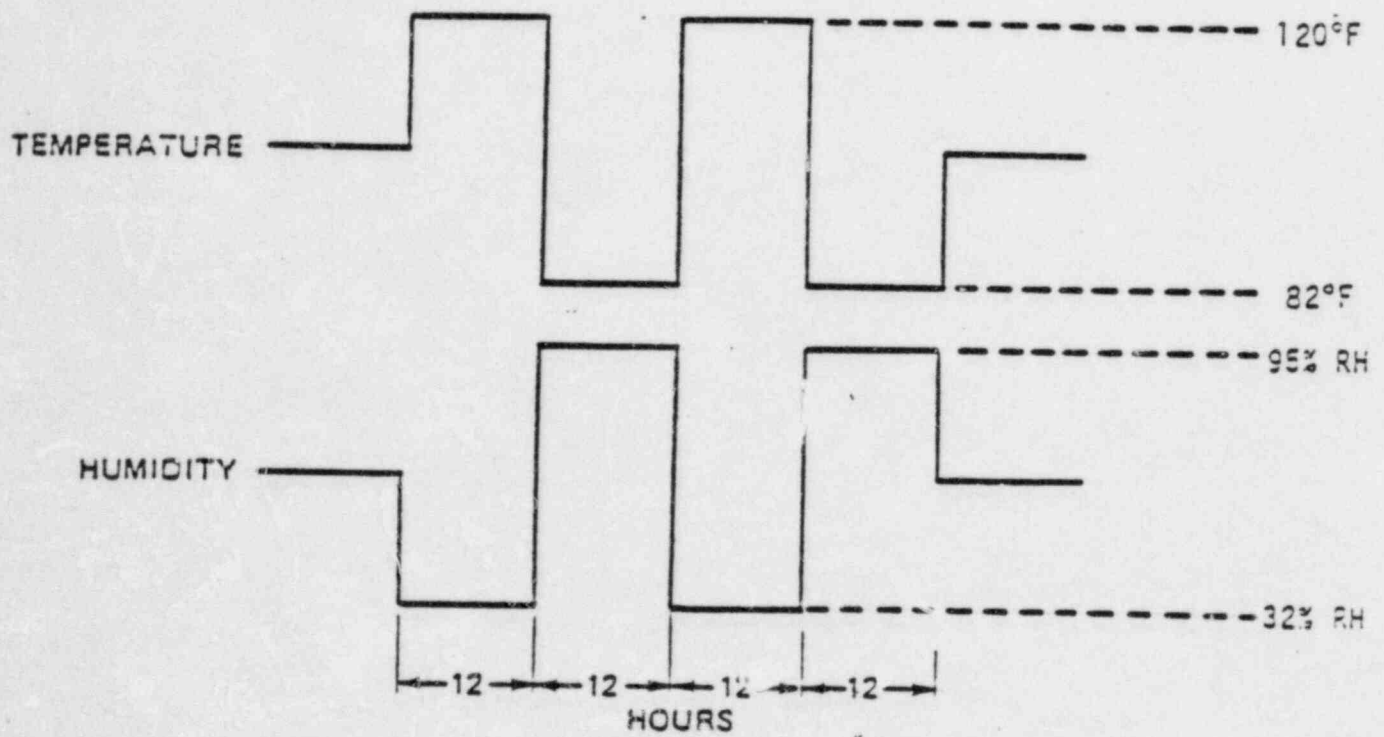 120°F
TEMPERATURE
82°F
95% RH
HUMIDITY
32% RH
12 12 12 12
HOURS